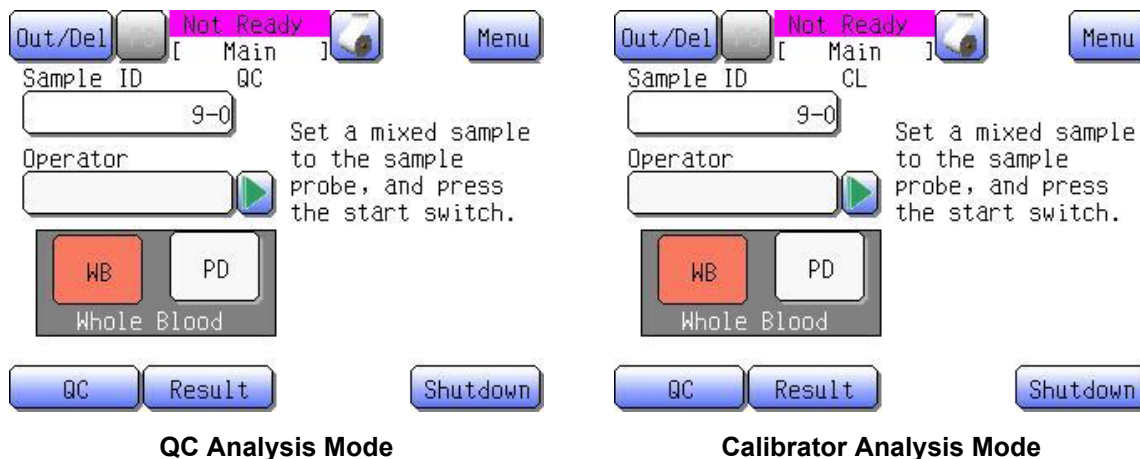 Out/Del
Not Ready
Menu
[ Main ]
Sample ID QC
9-0
Set a mixed sample
to the sample
probe, and press
the start switch.
Operator
WB PD
Whole Blood
QC Result Shutdown
QC Analysis Mode
Out/Del
Not Ready
Menu
[ Main ]
Sample ID CL
9-0
Set a mixed sample
to the sample
probe, and press
the start switch.
Operator
WB PD
Whole Blood
QC Result Shutdown
Calibrator Analysis Mode